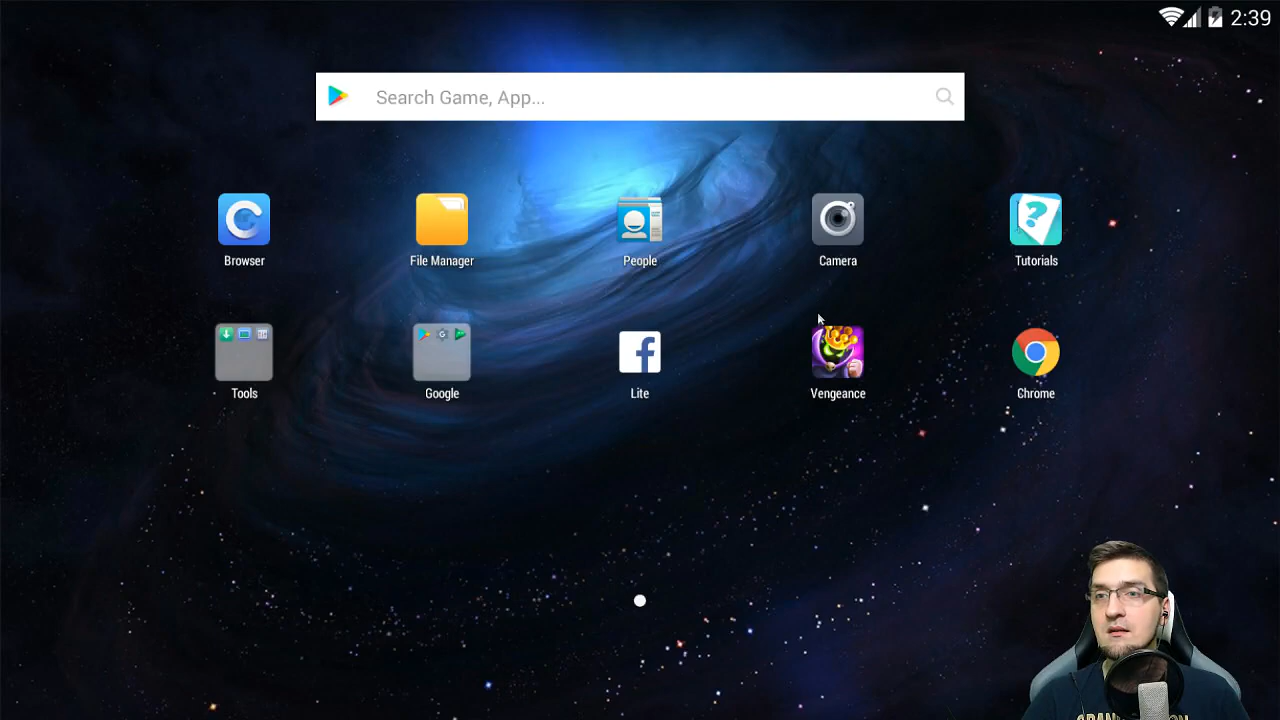 2:39
Search Game, App...
Browser
File Manager
People
Camera
Tutorials
Tools
Google
Lite
Vengeance
Chrome